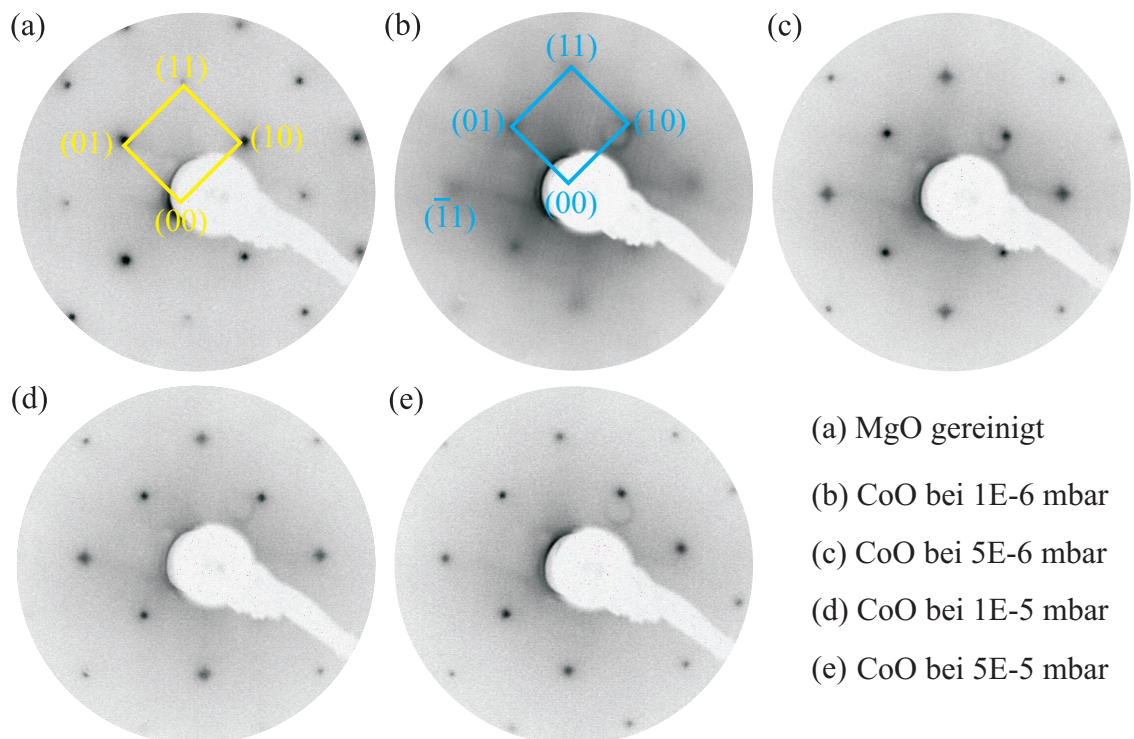 (a)
(11)
(01)
(10)
(00)
(b)
(11)
(01)
(10)
(00)
(1̅1)
(c)
(d)
(e)
(a) MgO gereinigt
(b) CoO bei 1E-6 mbar
(c) CoO bei 5E-6 mbar
(d) CoO bei 1E-5 mbar
(e) CoO bei 5E-5 mbar